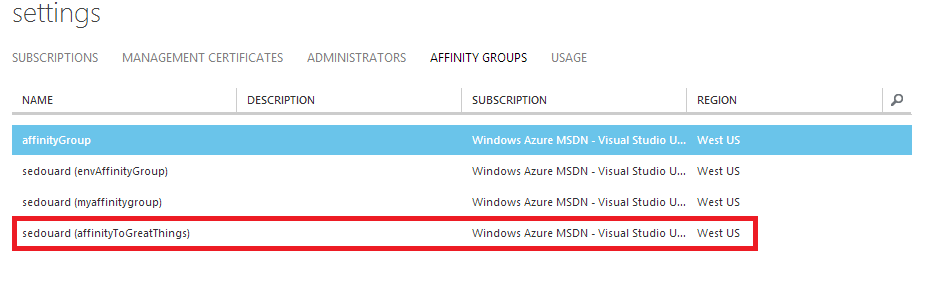 settings
SUBSCRIPTIONS MANAGEMENT CERTIFICATES ADMINISTRATORS AFFINITY GROUPS USAGE
NAME DESCRIPTION SUBSCRIPTION REGION
affinityGroup Windows Azure MSDN - Visual Studio U... West US
sedouard (envAffinityGroup) Windows Azure MSDN - Visual Studio U... West US
sedouard (myaffinitygroup) Windows Azure MSDN - Visual Studio U... West US
sedouard (affinityToGreatThings) Windows Azure MSDN - Visual Studio U... West US